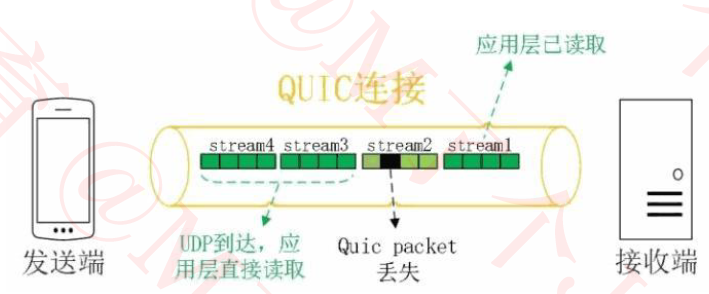 应用层已读取
QUIC连接
stream4 stream3 stream2 stream1
UDP到达，应
用层直接读取
Quic packet
丢失
发送端
接收端